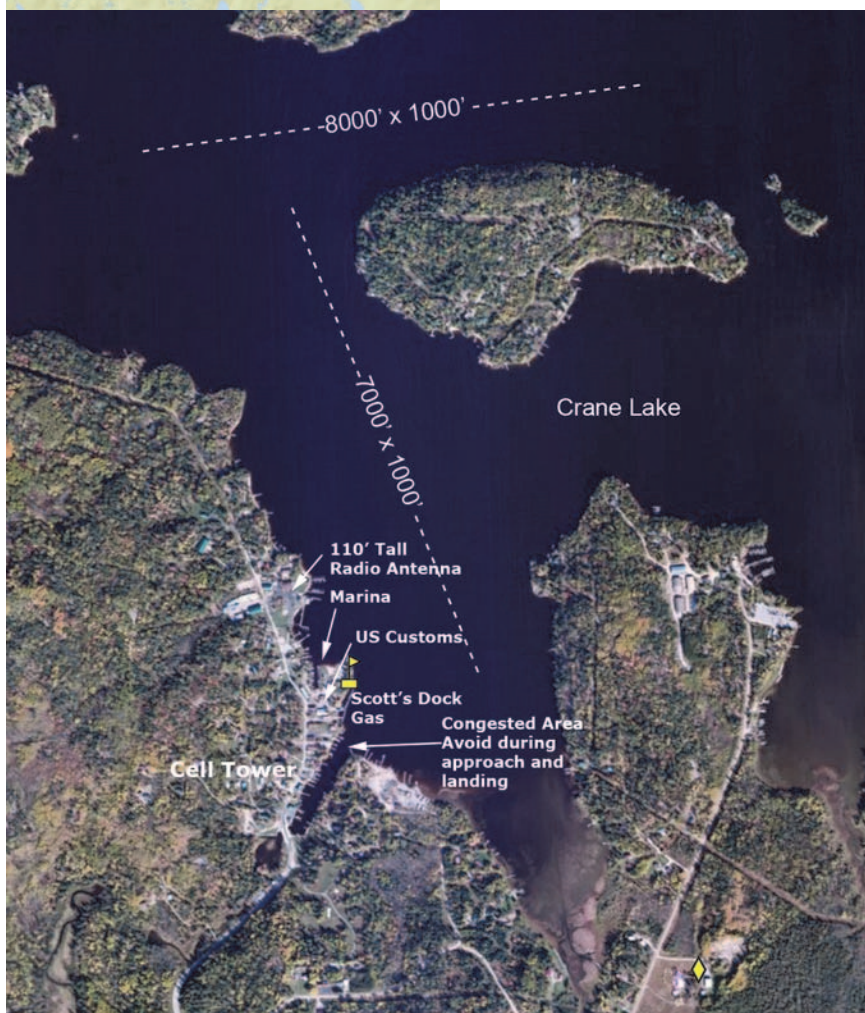 8000' x 1000'
7000' x 1000'
Crane Lake
110' Tall
Radio Antenna
Marina
US Customs
Scott's Dock
Gas
Congested Area
Avoid during
approach and
landing
Cell Tower